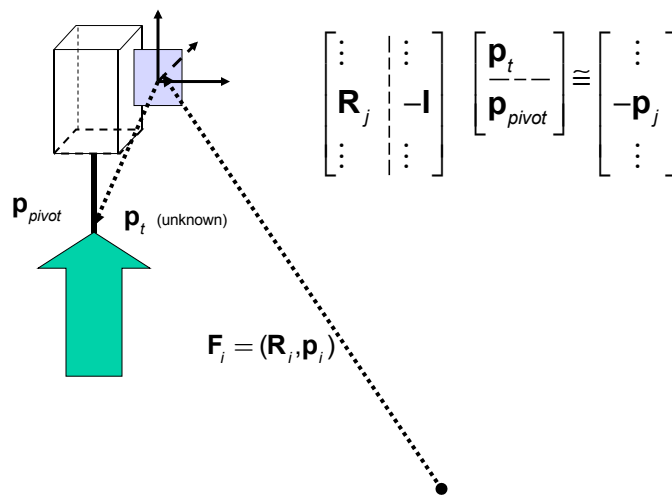 ⋮ ⋮ p_t ⋮
R_j −I p_pivot ≅ −p_j
⋮ ⋮ ⋮
p_pivot p_t (unknown)
F_i = (R_i, p_i)